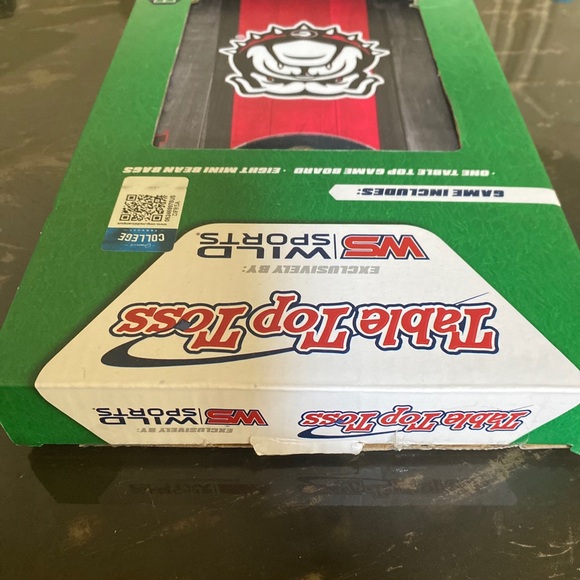 Table Top Toss
EXCLUSIVELY BY:
WS WILD SPORTS®
GAME INCLUDES:
· ONE TABLE TOP GAME BOARD · EIGHT MINI BEAN BAGS
COLLEGE
Table Top Toss
EXCLUSIVELY BY:
WS WILD SPORTS®